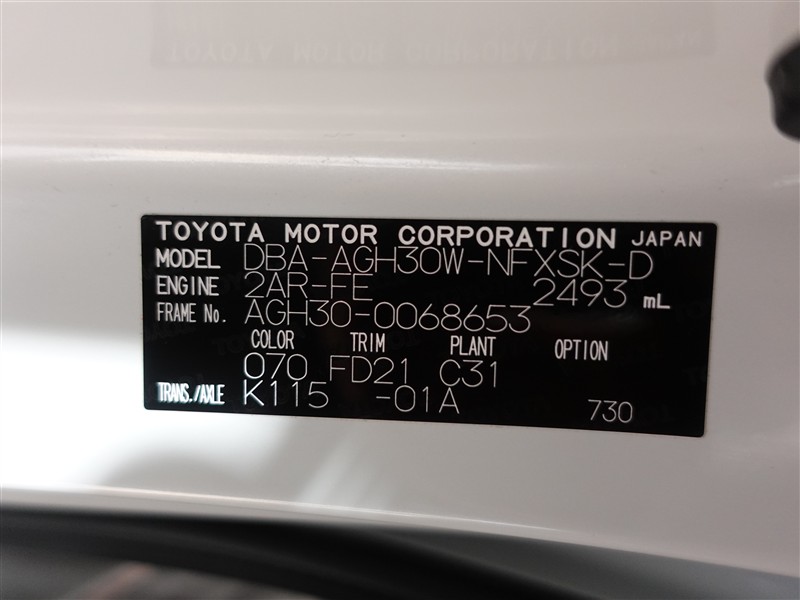 TOYOTA MOTOR CORPORATION JAPAN
MODEL DBA-AGH30W-NFXSK-D
ENGINE 2AR-FE 2493 mL
FRAME No. AGH30-0068653
COLOR TRIM PLANT OPTION
070 FD21 C31
TRANS./AXLE K115 -01A
730